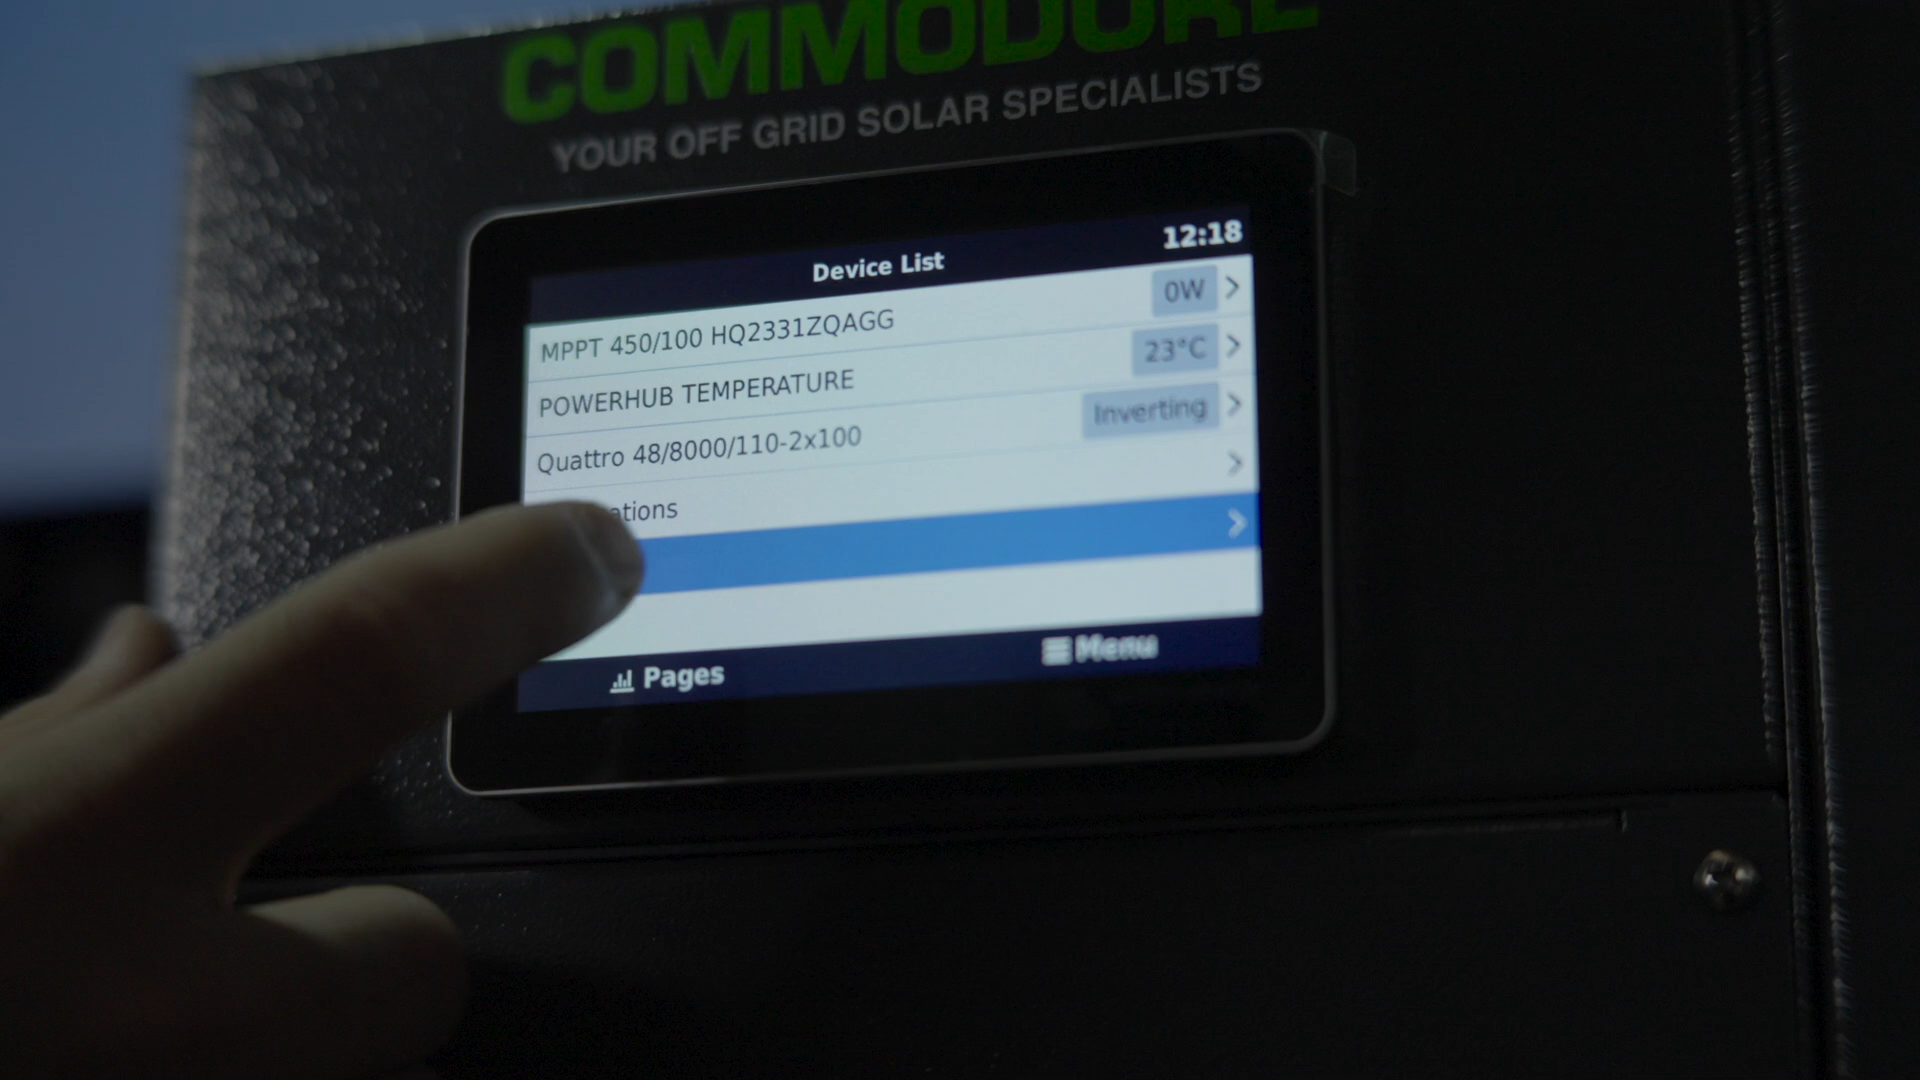 COMMODORE
YOUR OFF GRID SOLAR SPECIALISTS
12:18
Device List
MPPT 450/100 HQ2331ZQAGG 0W
POWERHUB TEMPERATURE 23°C
Quattro 48/8000/110-2x100 Inverting
ations
Pages Menu